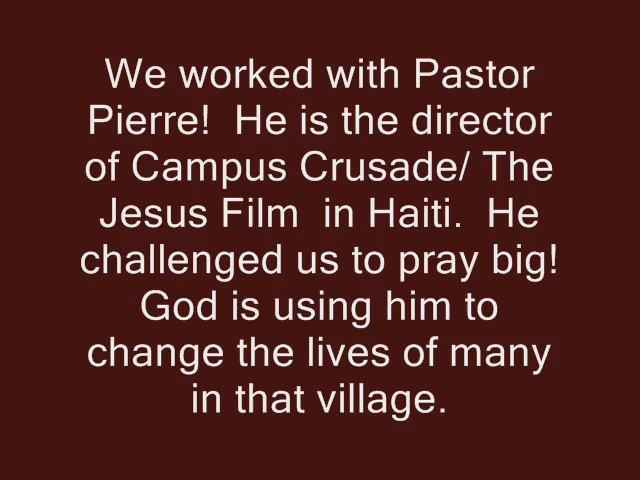 We worked with Pastor
Pierre!  He is the director
of Campus Crusade/ The
Jesus Film  in Haiti.  He
challenged us to pray big!
God is using him to
change the lives of many
in that village.